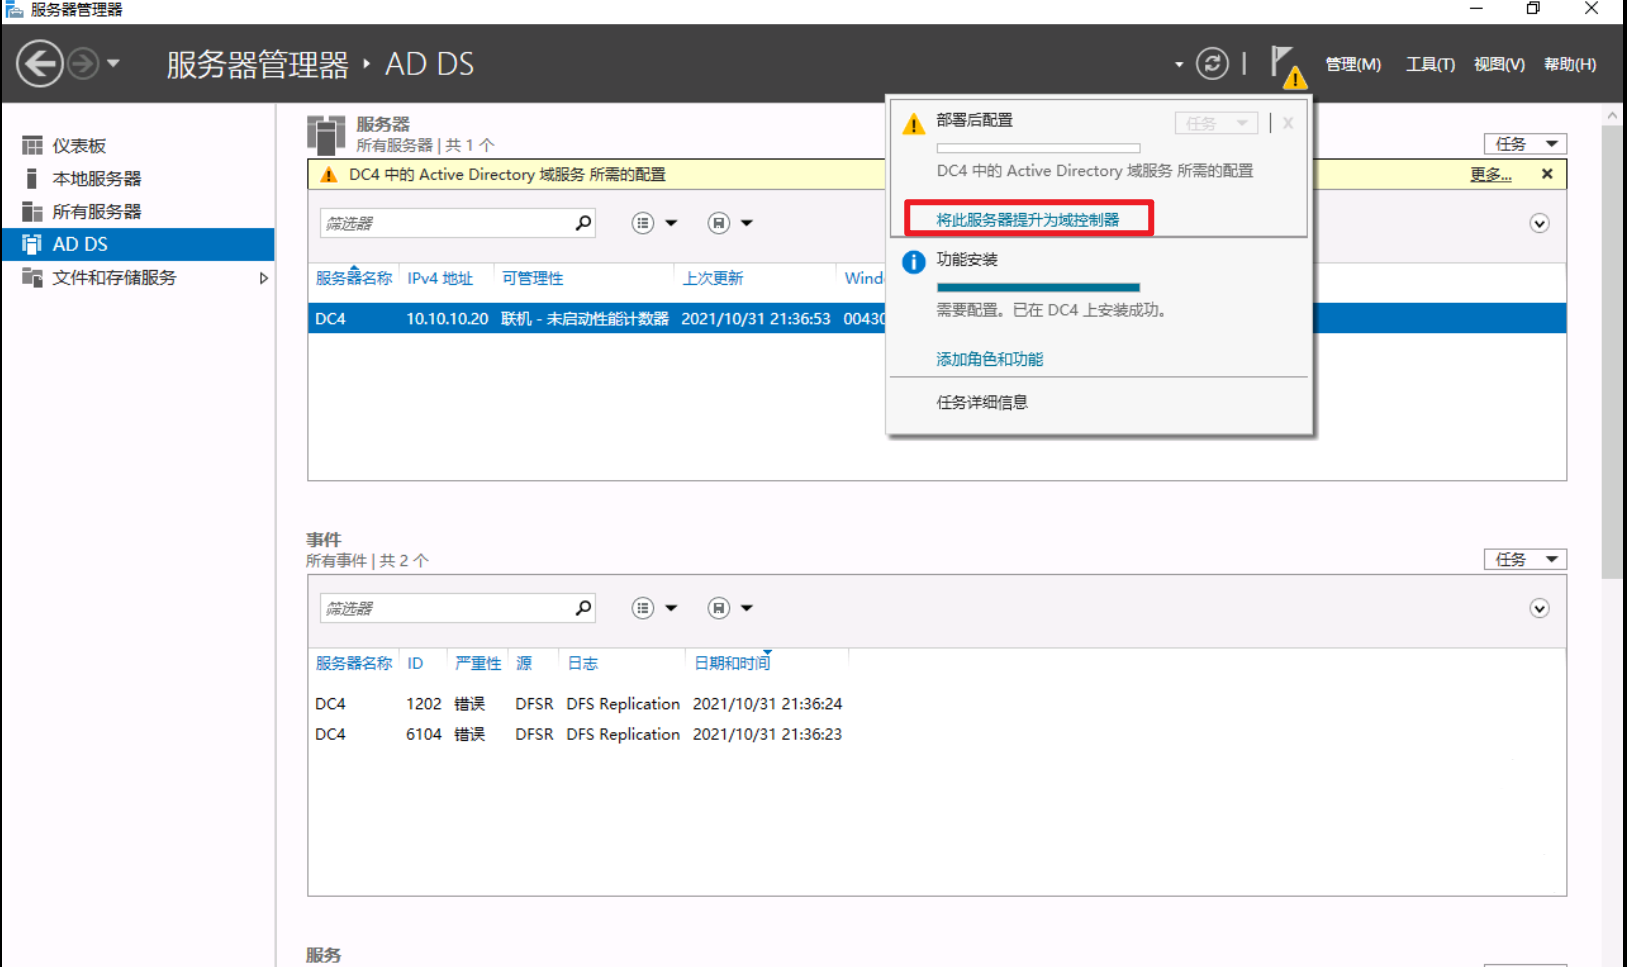 服务器管理器
服务器管理器 ‣ AD DS
管理(M) 工具(T) 视图(V) 帮助(H)
仪表板
本地服务器
所有服务器
AD DS
文件和存储服务
服务器
所有服务器 | 共 1 个
任务
DC4 中的 Active Directory 域服务 所需的配置
更多...
筛选器
服务器名称 IPv4 地址 可管理性 上次更新 Wind
DC4 10.10.10.20 联机 - 未启动性能计数器 2021/10/31 21:36:53 0043
部署后配置
任务 X
DC4 中的 Active Directory 域服务 所需的配置
将此服务器提升为域控制器
功能安装
需要配置。已在 DC4 上安装成功。
添加角色和功能
任务详细信息
事件
所有事件 | 共 2 个
任务
筛选器
服务器名称 ID 严重性 源 日志 日期和时间
DC4 1202 错误 DFSR DFS Replication 2021/10/31 21:36:24
DC4 6104 错误 DFSR DFS Replication 2021/10/31 21:36:23
服务